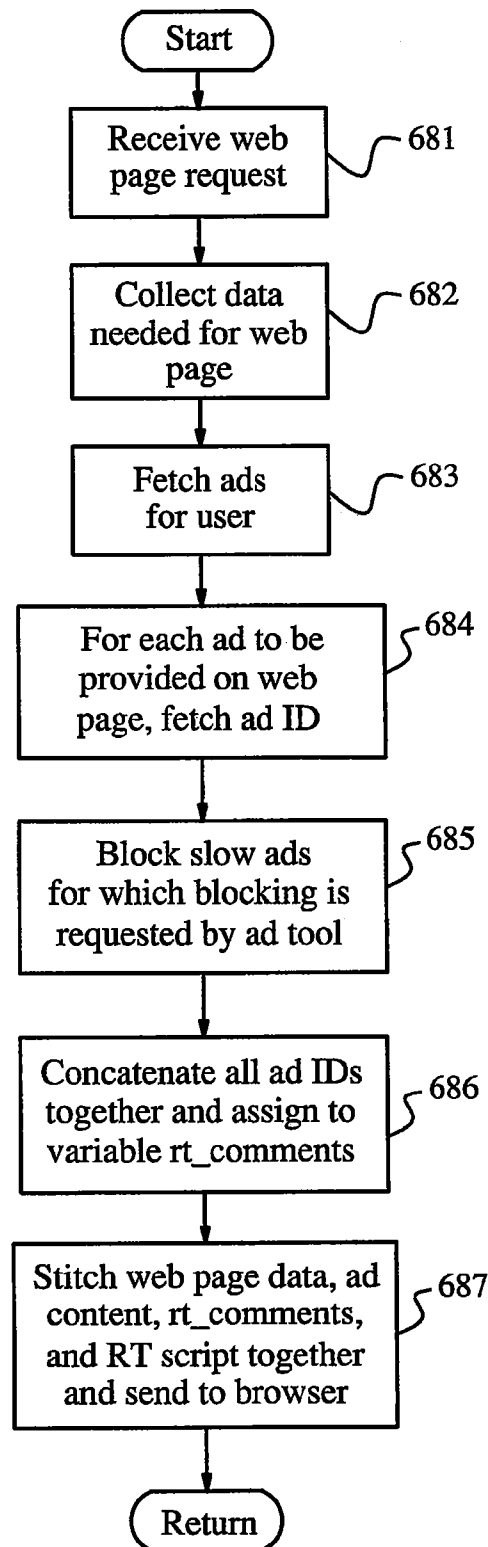 Start
Receive web
page request
681
Collect data
needed for web
page
682
Fetch ads
for user
683
For each ad to be
provided on web
page, fetch ad ID
684
Block slow ads
for which blocking is
requested by ad tool
685
Concatenate all ad IDs
together and assign to
variable rt_comments
686
Stitch web page data, ad
content, rt_comments,
and RT script together
and send to browser
687
Return